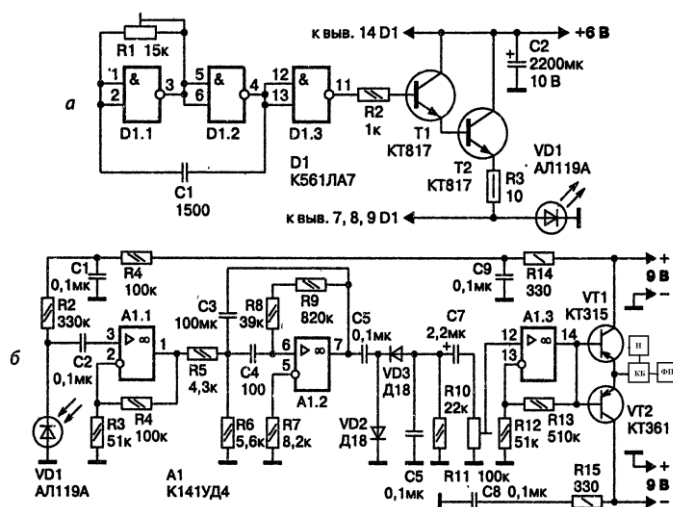 к выв. 14 D1
+6 В
R1 15к
C2
2200мк
10 В
1
2
&
3
D1.1
5
6
&
4
D1.2
12
13
&
11
D1.3
R2
1к
T1
КТ817
T2
КТ817
VD1
АЛ119А
R3
10
а
D1
К561ЛА7
C1
1500
к выв. 7, 8, 9 D1
C1
0,1мк
R4
100к
C9
0,1мк
R14
330
+
9 В
−
R2
330к
C3
100мк
R8
39к
R9
820к
C5
0,1мк
C7
2,2мк
VT1
КТ315
A1.1
3
2
1
∞
C2
0,1мк
R5
4,3к
C4
100
6
5
7
∞
A1.2
VD3
Д18
A1.3
12
13
14
∞
П
КБ
ФП
б
R4
100к
R3
51к
R6
5,6к
R7
8,2к
VD2
Д18
R10
22к
R12
51к
R13
510к
VT2
КТ361
VD1
АЛ119А
A1
К141УД4
C5
0,1мк
R11 100к
C8 0,1мк
R15
330
+
9 В
−